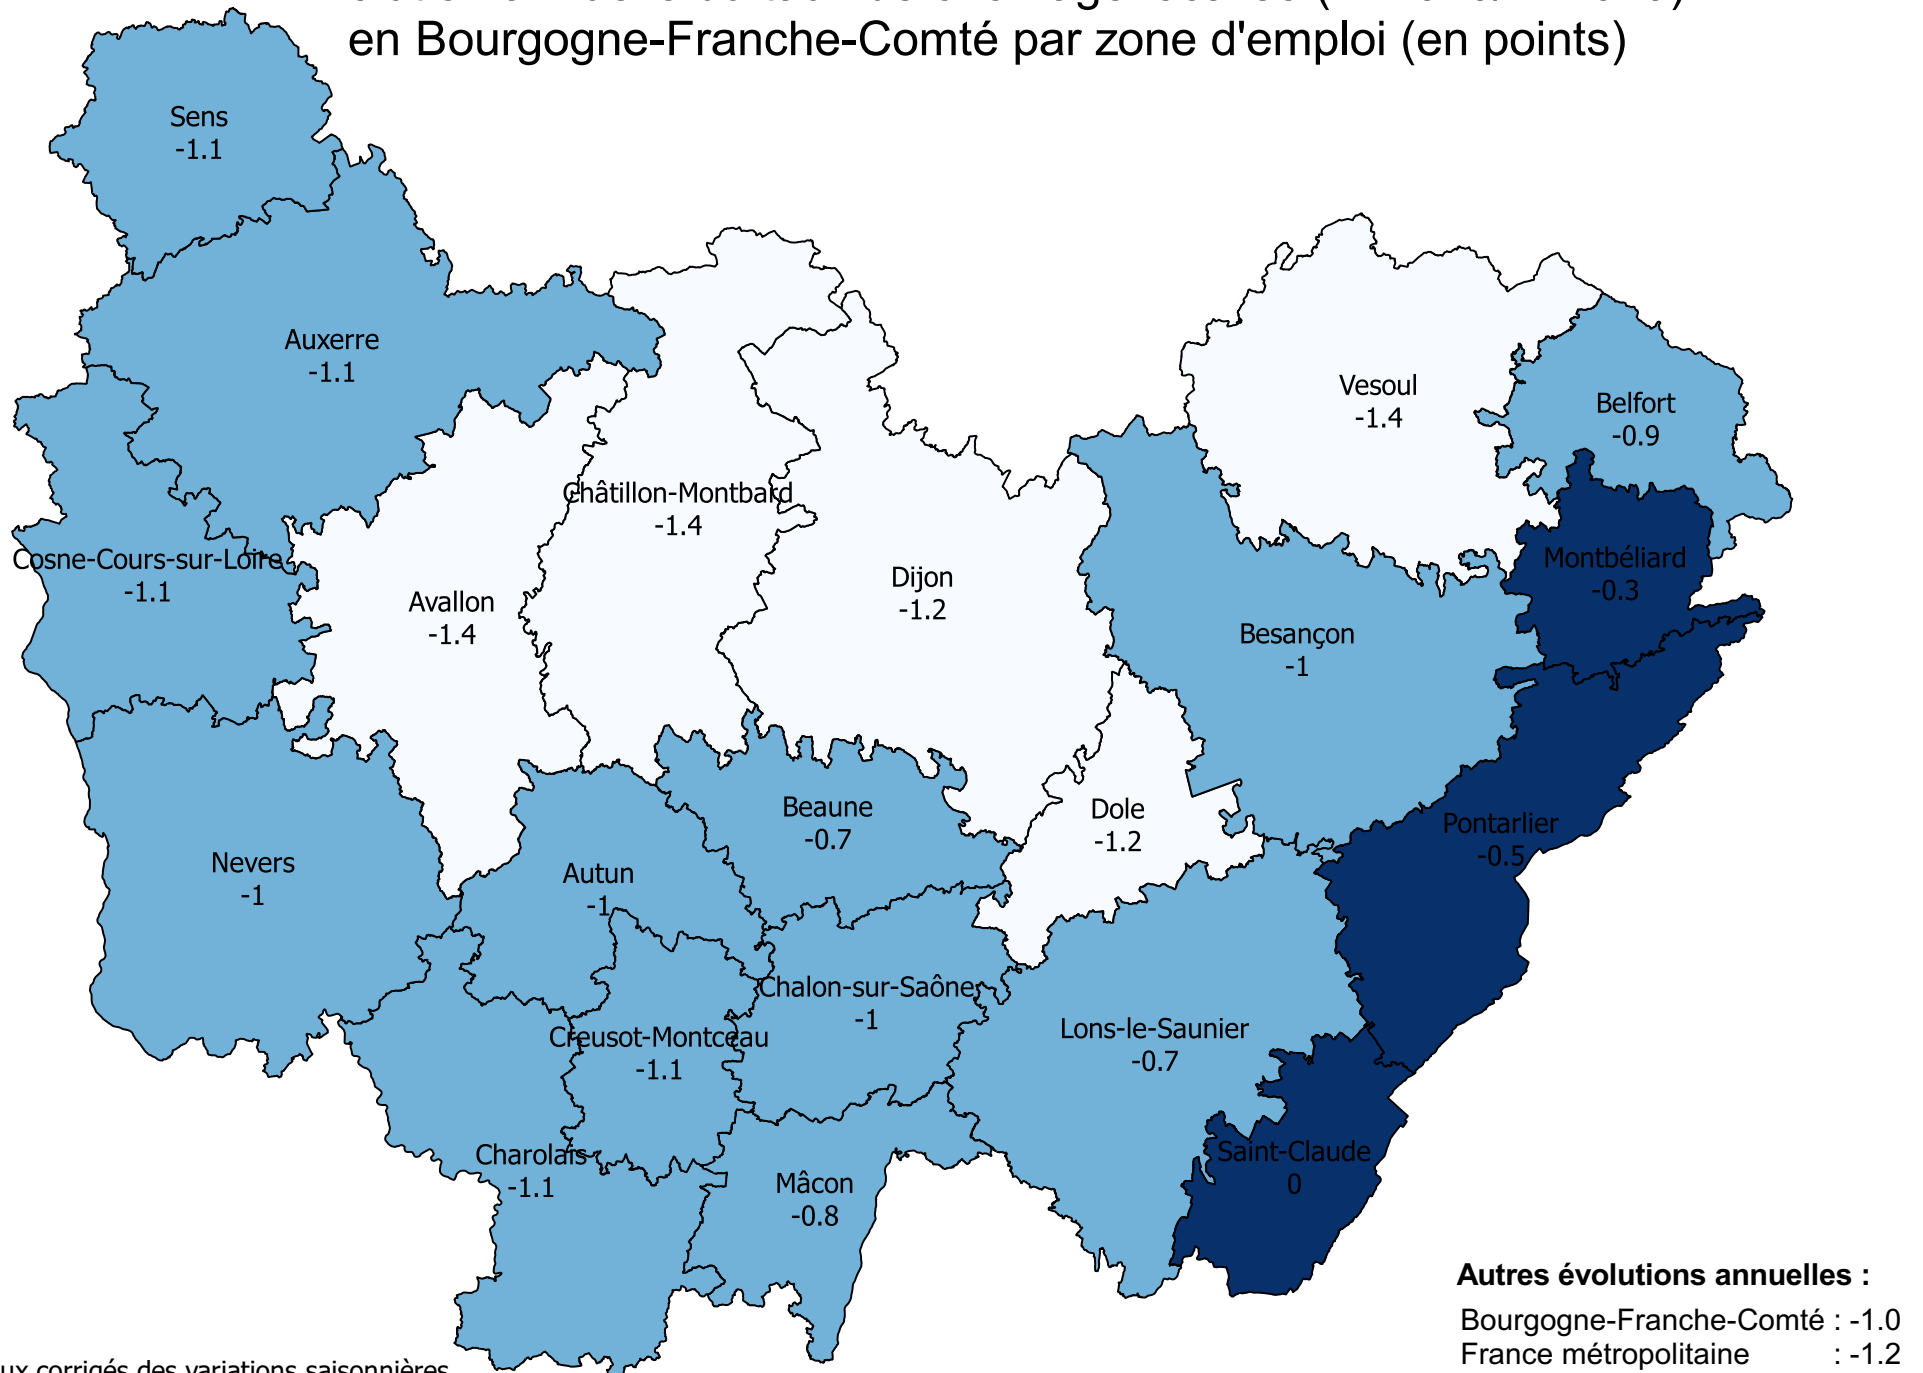 en Bourgogne-Franche-Comté par zone d'emploi (en points)
Sens
-1.1
Auxerre
-1.1
Vesoul
-1.4
Belfort
-0.9
Châtillon-Montbard
-1.4
Cosne-Cours-sur-Loire
-1.1
Avallon
-1.4
Dijon
-1.2
Montbéliard
-0.3
Besançon
-1
Beaune
-0.7
Dole
-1.2
Pontarlier
-0.5
Nevers
-1
Autun
-1
Chalon-sur-Saône
-1
Creusot-Montceau
-1.1
Lons-le-Saunier
-0.7
Charolais
-1.1
Mâcon
-0.8
Saint-Claude
0
Autres évolutions annuelles :
Bourgogne-Franche-Comté : -1.0
France métropolitaine : -1.2
corrigés des variations saisonnières